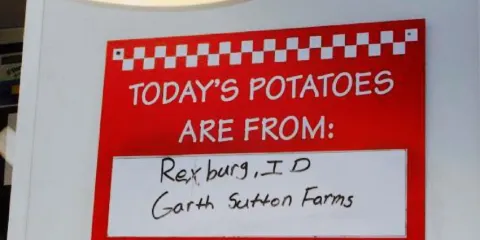 TODAY'S POTATOES
ARE FROM:
Rexburg, ID
Garth Sutton Farms